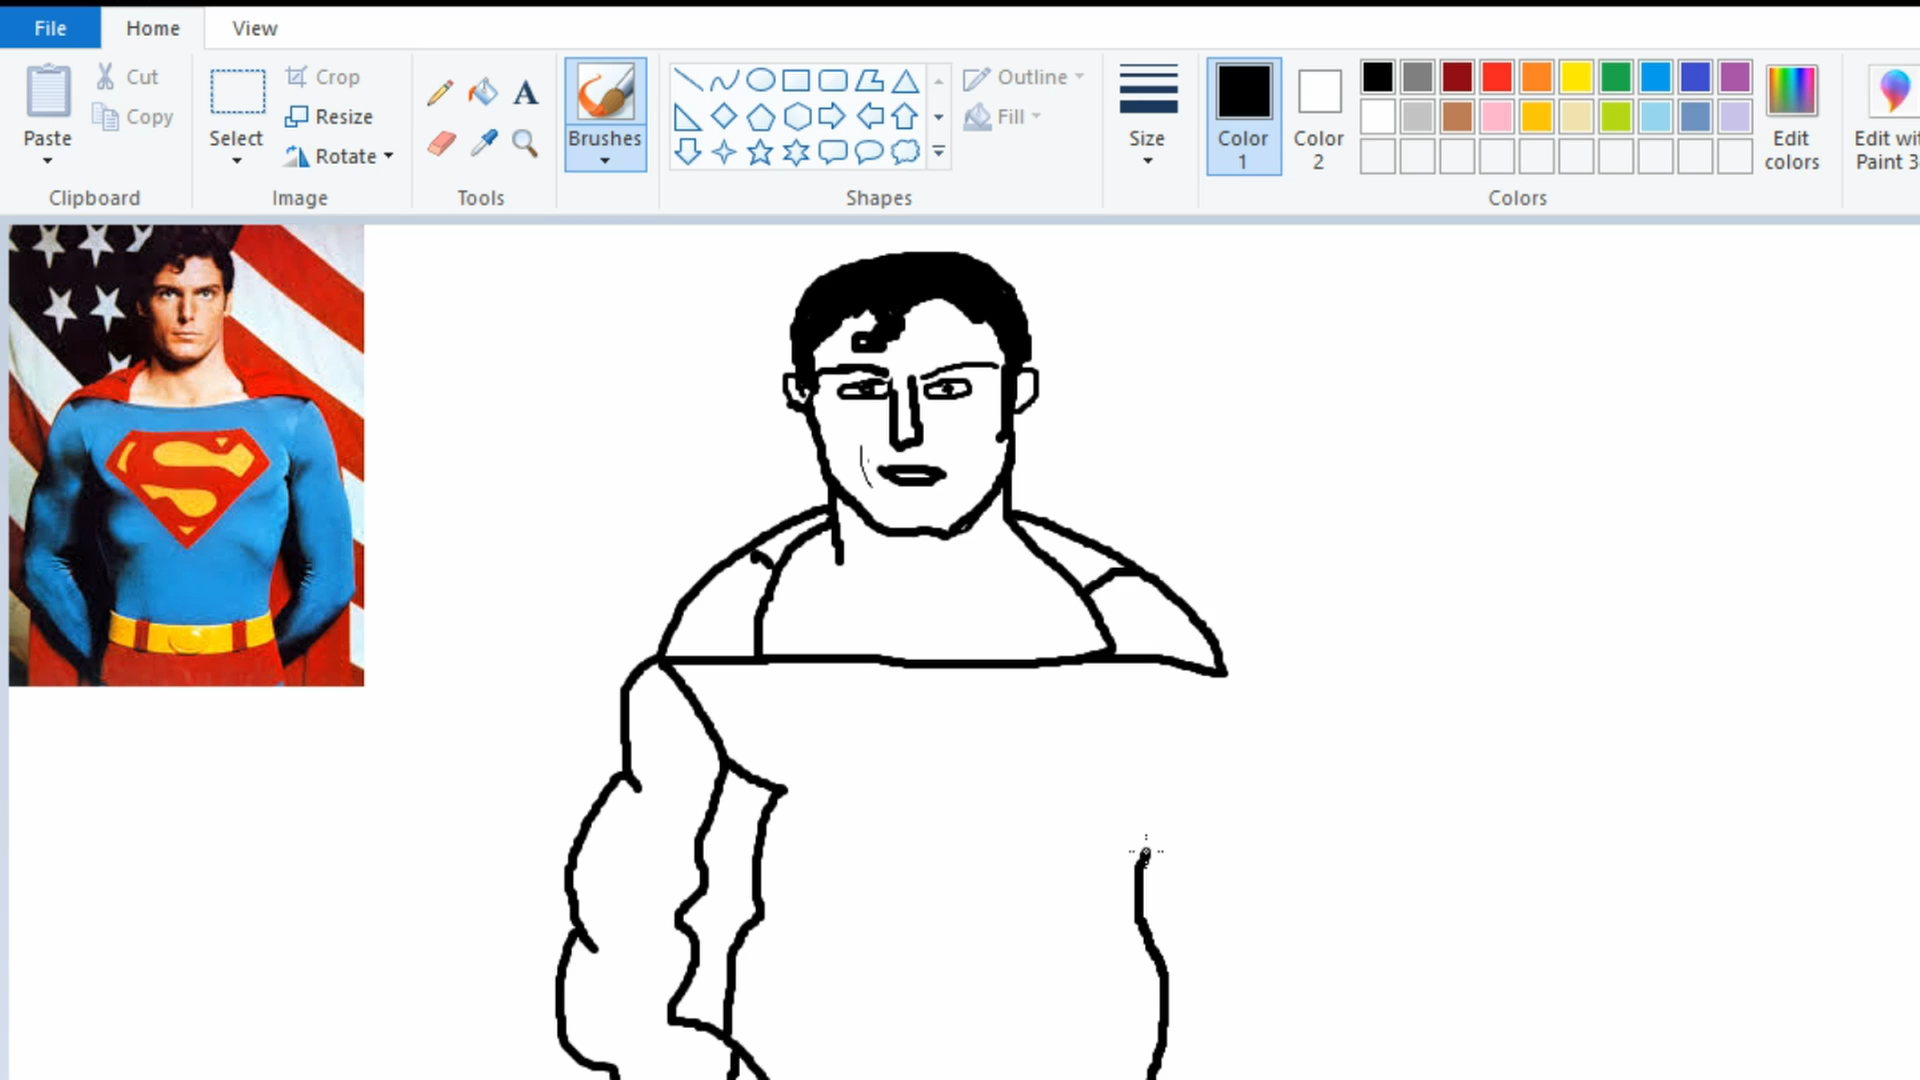 File Home View
Paste
Cut
Copy
Clipboard
Select
Crop
Resize
Rotate
Image
A
Tools
Brushes
Outline
Fill
Shapes
Size
Color
1
Color
2
Edit
colors
Colors
Edit wi
Paint 3
S